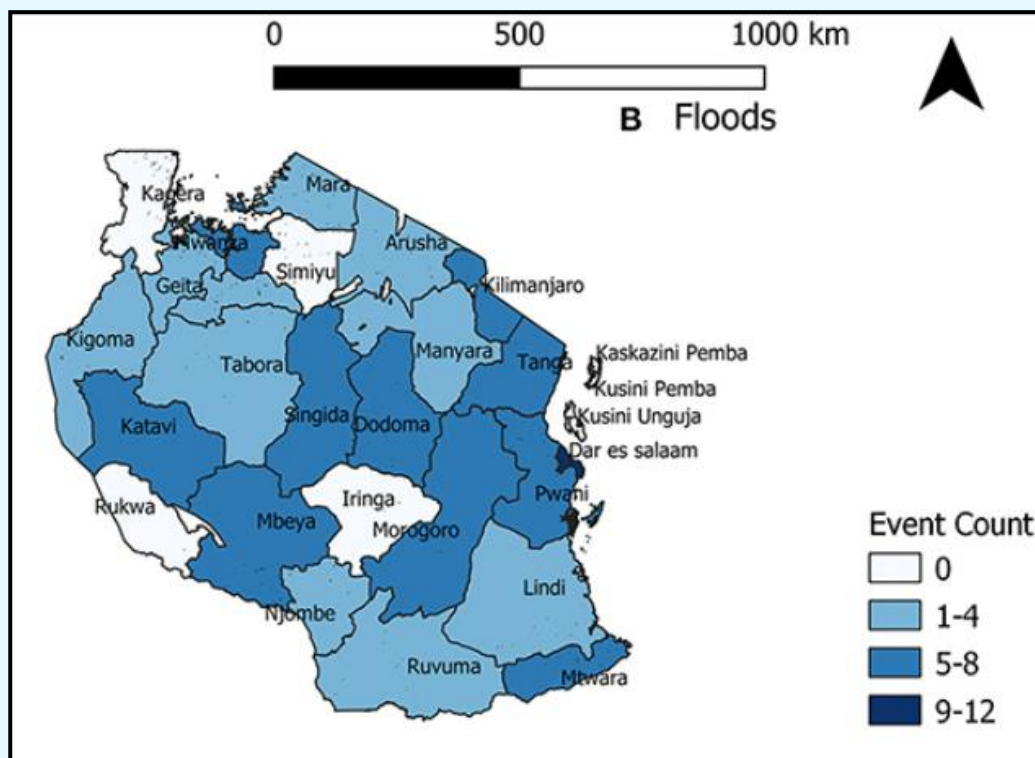 0 500 1000 km
B Floods
Kagera
Mara
Mwanza
Arusha
Simiyu
Geita
Kilimanjaro
Kigoma
Manyara
Tabora
Tanga
Kaskazini Pemba
Kusini Pemba
Singida
Dodoma
Kusini Unguja
Katavi
Dar es salaam
Rukwa
Iringa
Pwani
Mbeya
Morogoro
Lindi
Njombe
Ruvuma
Mtwara
Event Count
0
1-4
5-8
9-12